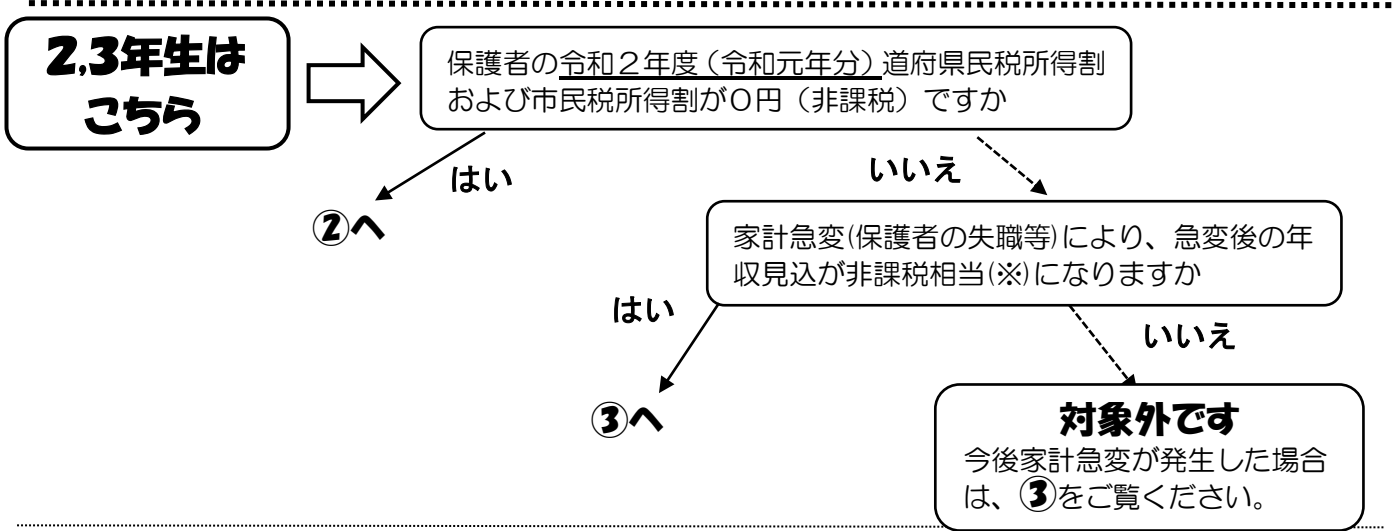 2,3年生は
こちら
保護者の令和２年度（令和元年分）道府県民税所得割
および市民税所得割が０円（非課税）ですか
はい
いいえ
②へ
家計急変(保護者の失職等)により、急変後の年
収見込が非課税相当(※)になりますか
はい
いいえ
③へ
対象外です
今後家計急変が発生した場合
は、③をご覧ください。